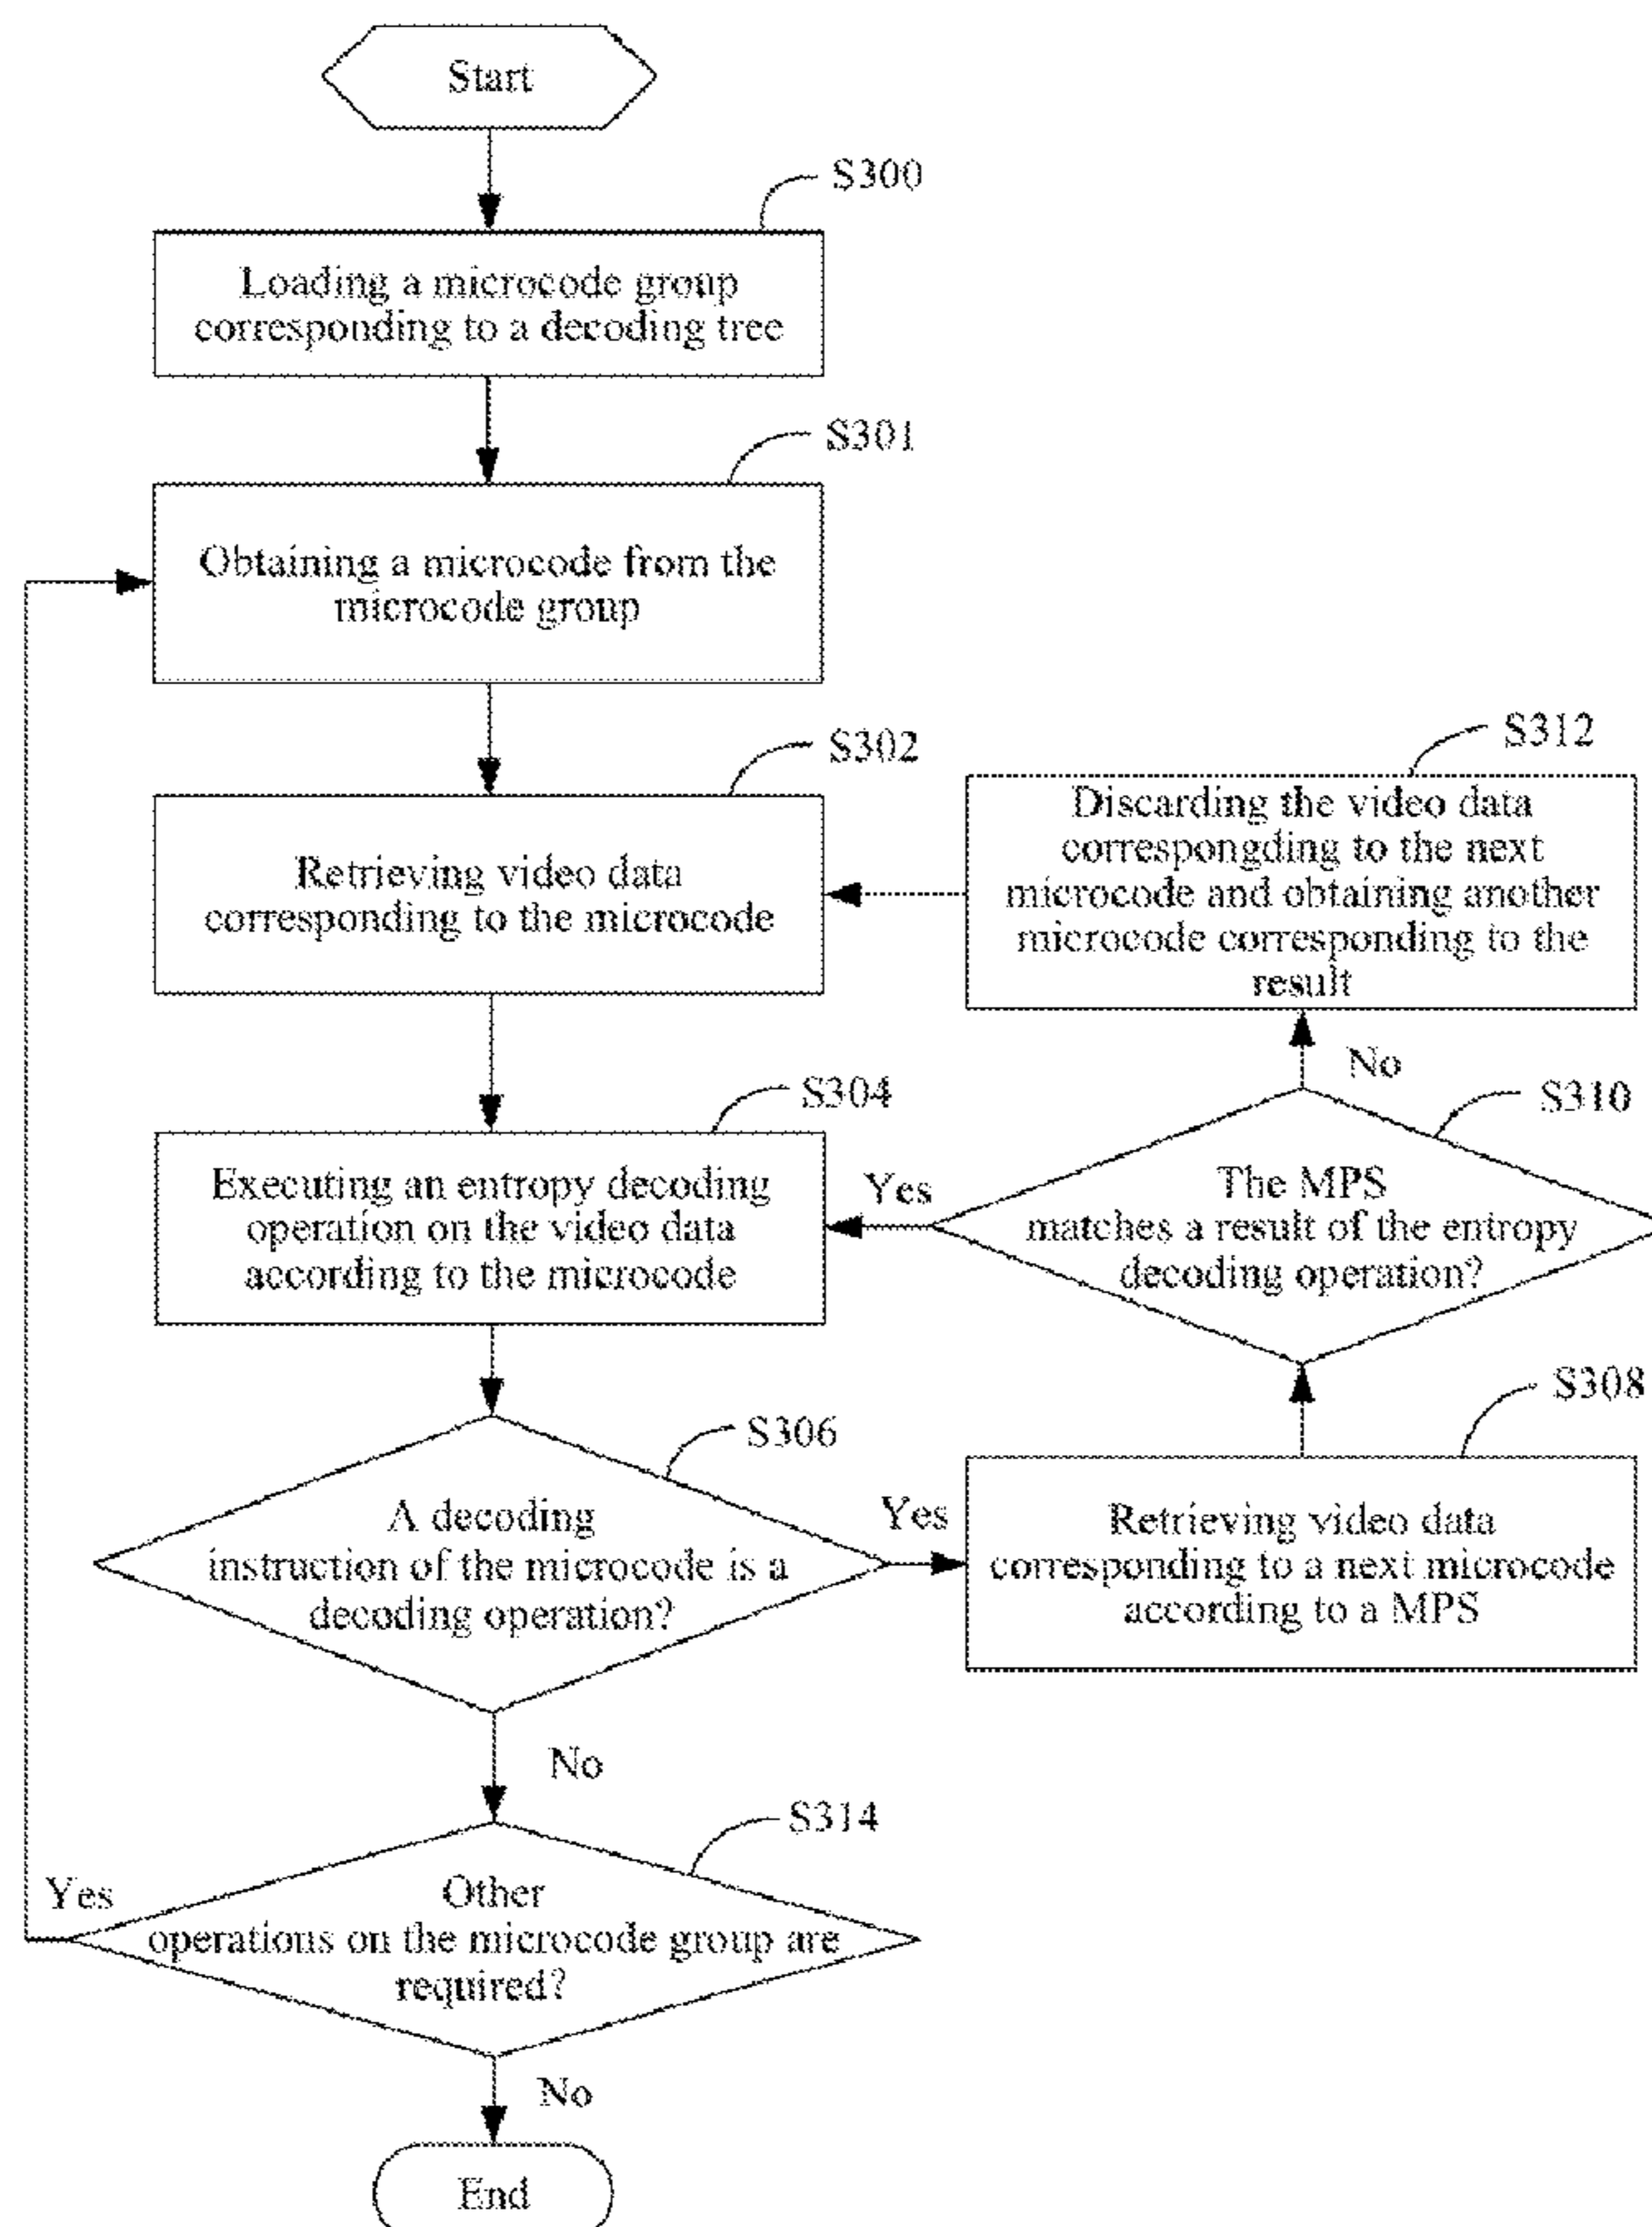 Start
S300
Loading a microcode group
corresponding to a decoding tree
S301
Obtaining a microcode from the
microcode group
S302
Retrieving video data
corresponding to the microcode
S312
Discarding the video data
correspongding to the next
microcode and obtaining another
microcode corresponding to the
result
No
S304
Executing an entropy decoding
operation on the video data
according to the microcode
Yes
S310
The MPS
matches a result of the entropy
decoding operation?
S306
A decoding
instruction of the microcode is a
decoding operation?
Yes
S308
Retrieving video data
corresponding to a next microcode
according to a MPS
No
S314
Yes
Other
operations on the microcode group are
required?
No
End